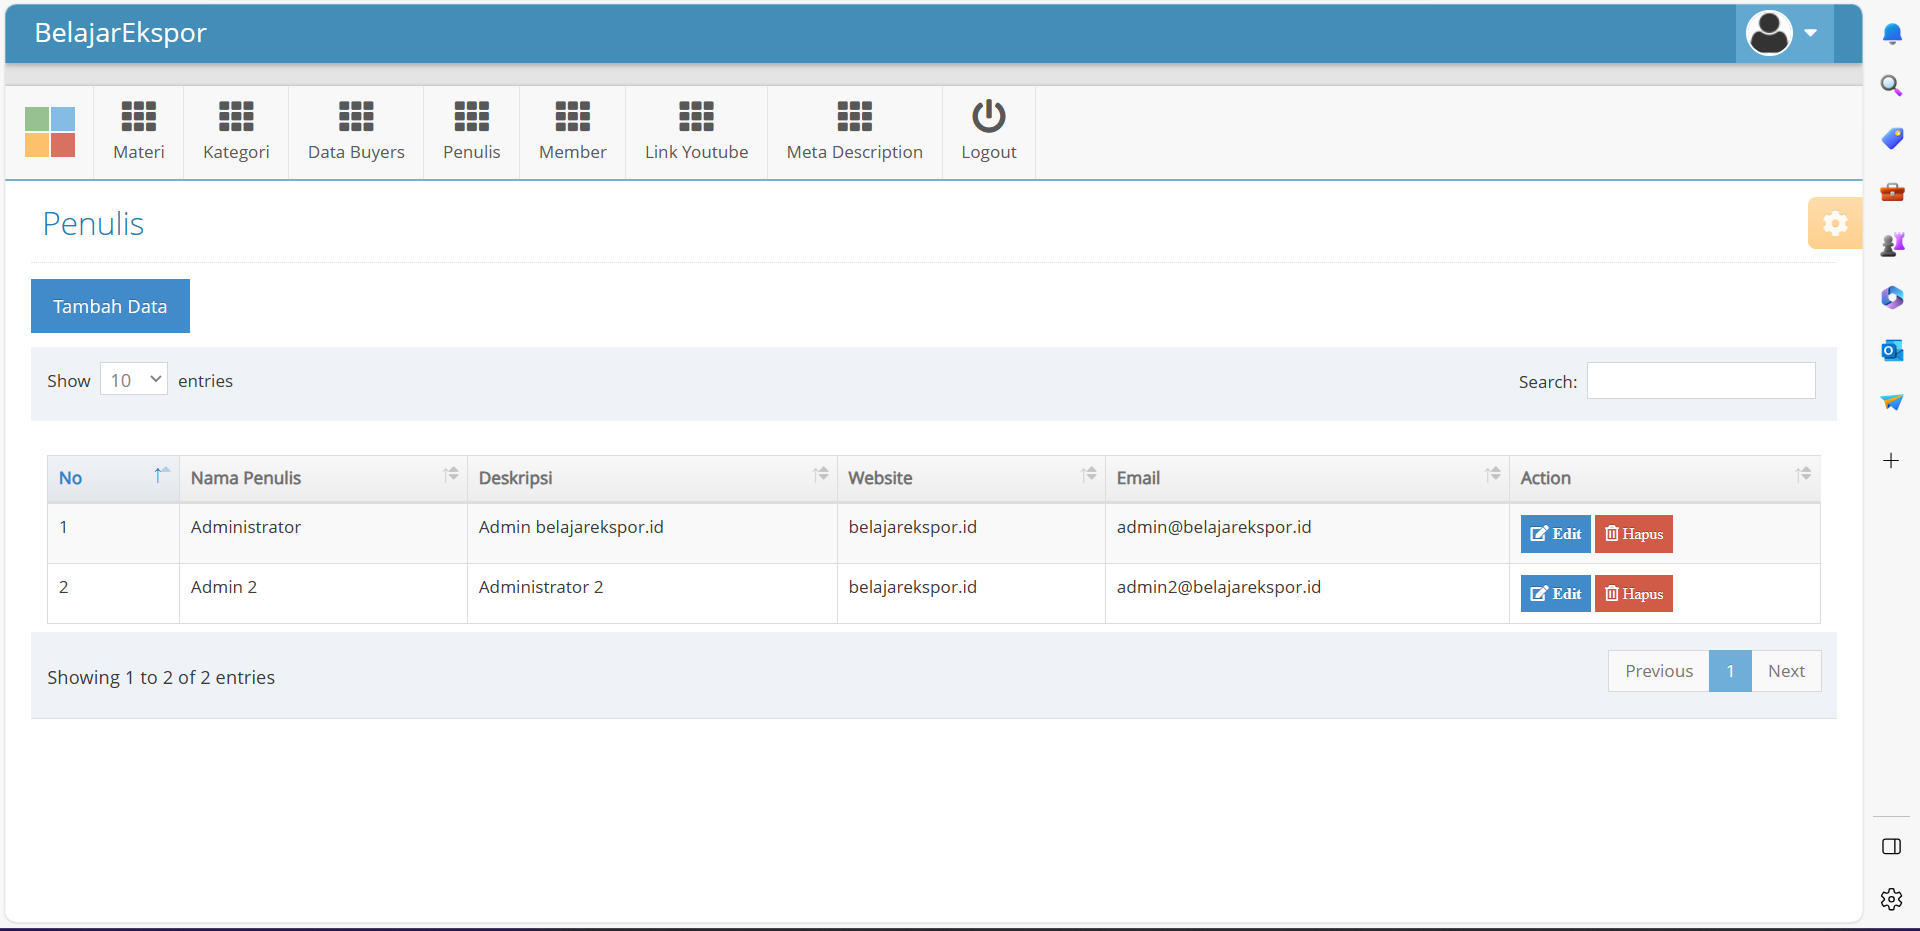 BelajarEkspor
Materi
Kategori
Data Buyers
Penulis
Member
Link Youtube
Meta Description
Logout
Penulis
Tambah Data
Show 10 entries
Search:
No Nama Penulis Deskripsi Website Email Action
1 Administrator Admin belajarekspor.id belajarekspor.id admin@belajarekspor.id Edit Hapus
2 Admin 2 Administrator 2 belajarekspor.id admin2@belajarekspor.id Edit Hapus
Showing 1 to 2 of 2 entries
Previous 1 Next